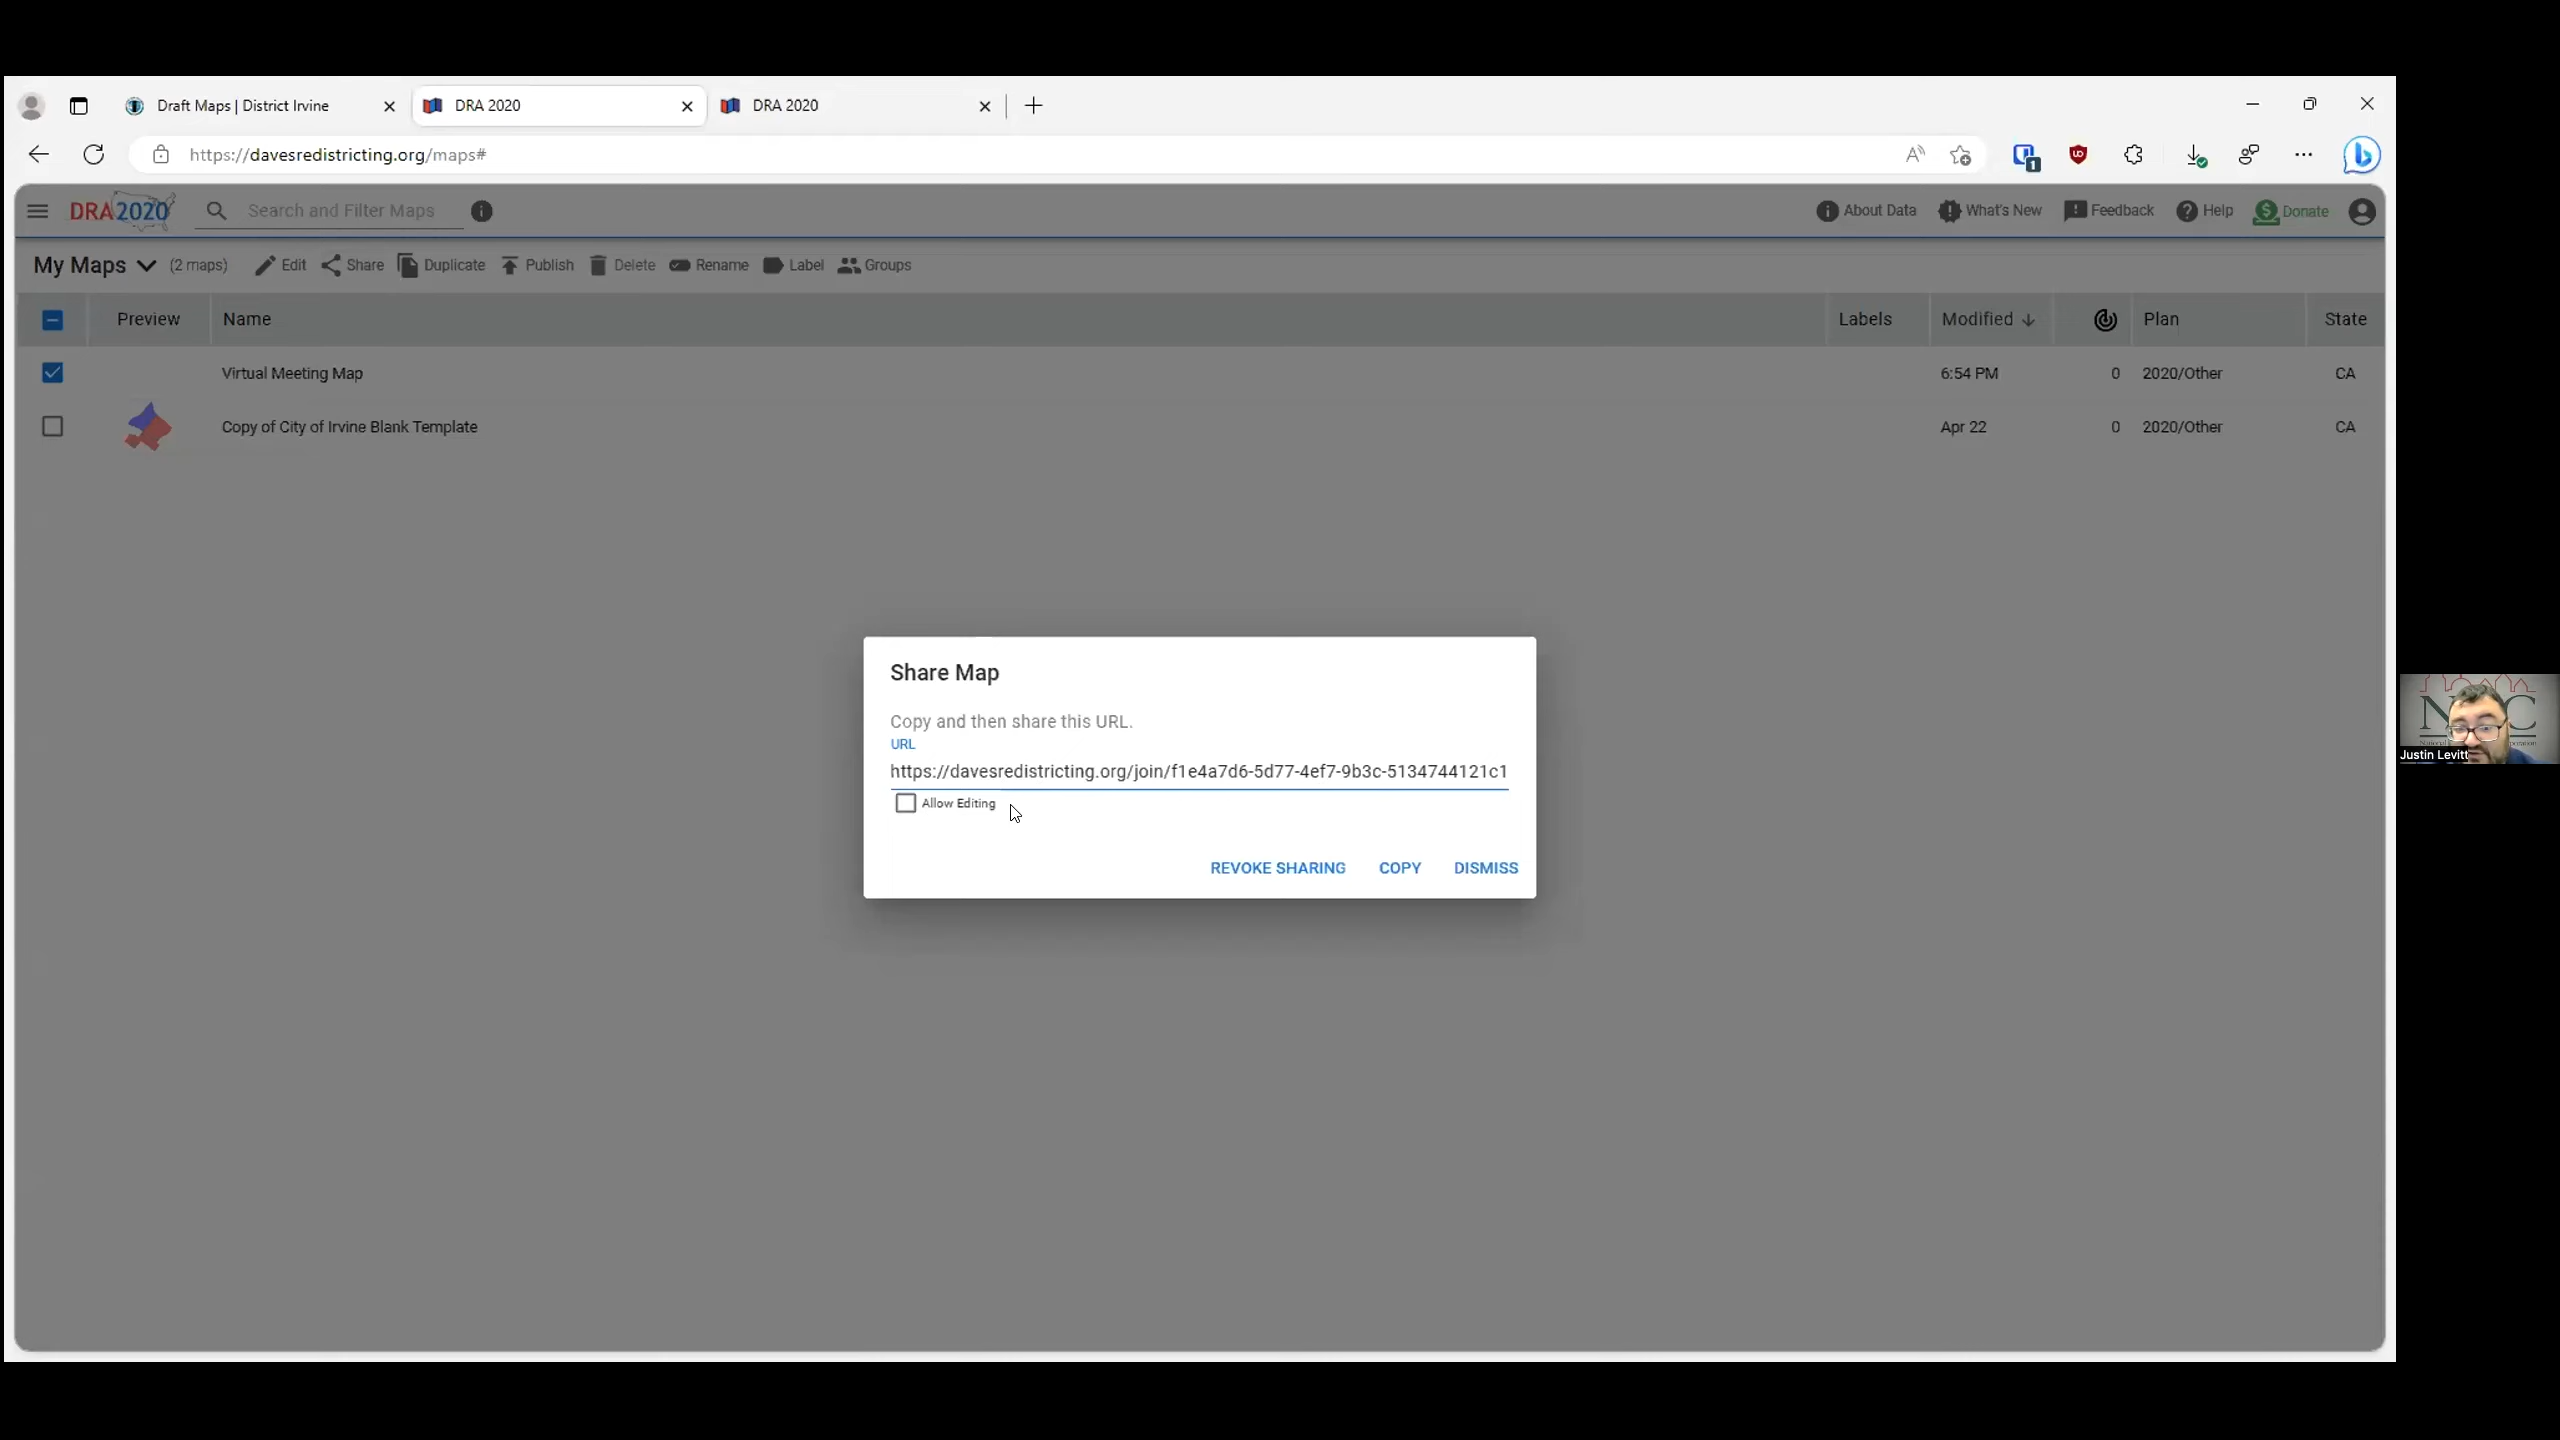 Draft Maps | District Irvine
DRA 2020
DRA 2020
https://davesredistricting.org/maps#
1
DRA2020
Search and Filter Maps
About Data
What's New
Feedback
Help
Donate
My Maps
(2 maps)
Edit
Share
Duplicate
Publish
Delete
Rename
Label
Groups
Preview
Name
Labels
Modified
Plan
State
Virtual Meeting Map
6:54 PM
0
2020/Other
CA
Copy of City of Irvine Blank Template
Apr 22
0
2020/Other
CA
Share Map
Copy and then share this URL.
URL
https://davesredistricting.org/join/f1e4a7d6-5d77-4ef7-9b3c-5134744121c1
Allow Editing
REVOKE SHARING
COPY
DISMISS
Justin Levitt